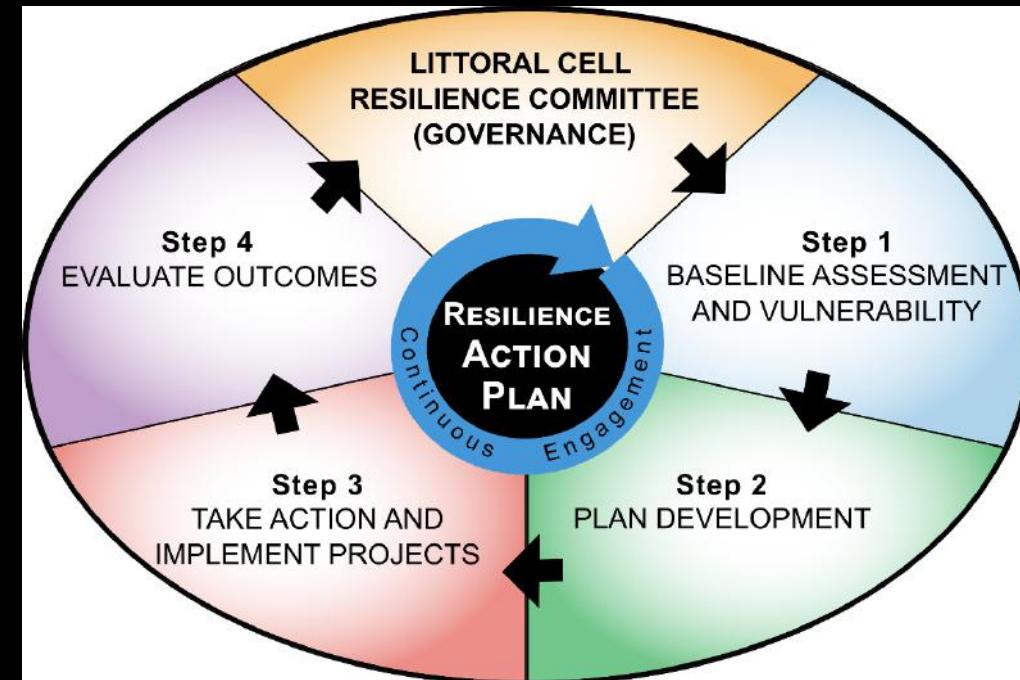 LITTORAL CELL
RESILIENCE COMMITTEE
(GOVERNANCE)
Step 1
BASELINE ASSESSMENT
AND VULNERABILITY
Step 2
PLAN DEVELOPMENT
Step 3
TAKE ACTION AND
IMPLEMENT PROJECTS
Step 4
EVALUATE OUTCOMES
RESILIENCE
ACTION
PLAN
Continuous Engagement